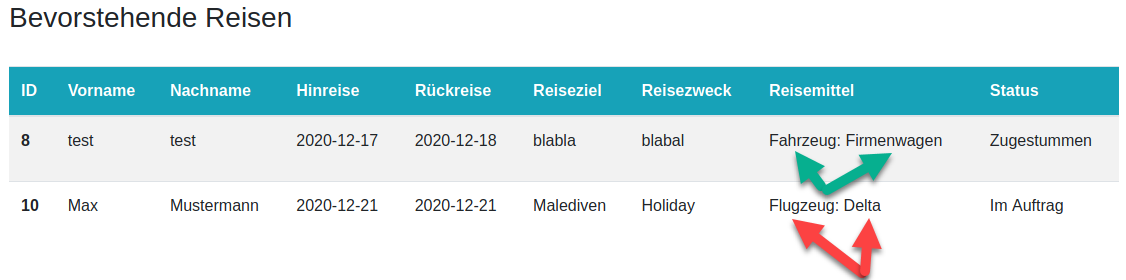 Bevorstehende Reisen
ID Vorname Nachname Hinreise Rückreise Reiseziel Reisezweck Reisemittel Status
8 test test 2020-12-17 2020-12-18 blabla blabal Fahrzeug: Firmenwagen Zugestummen
10 Max Mustermann 2020-12-21 2020-12-21 Malediven Holiday Flugzeug: Delta Im Auftrag